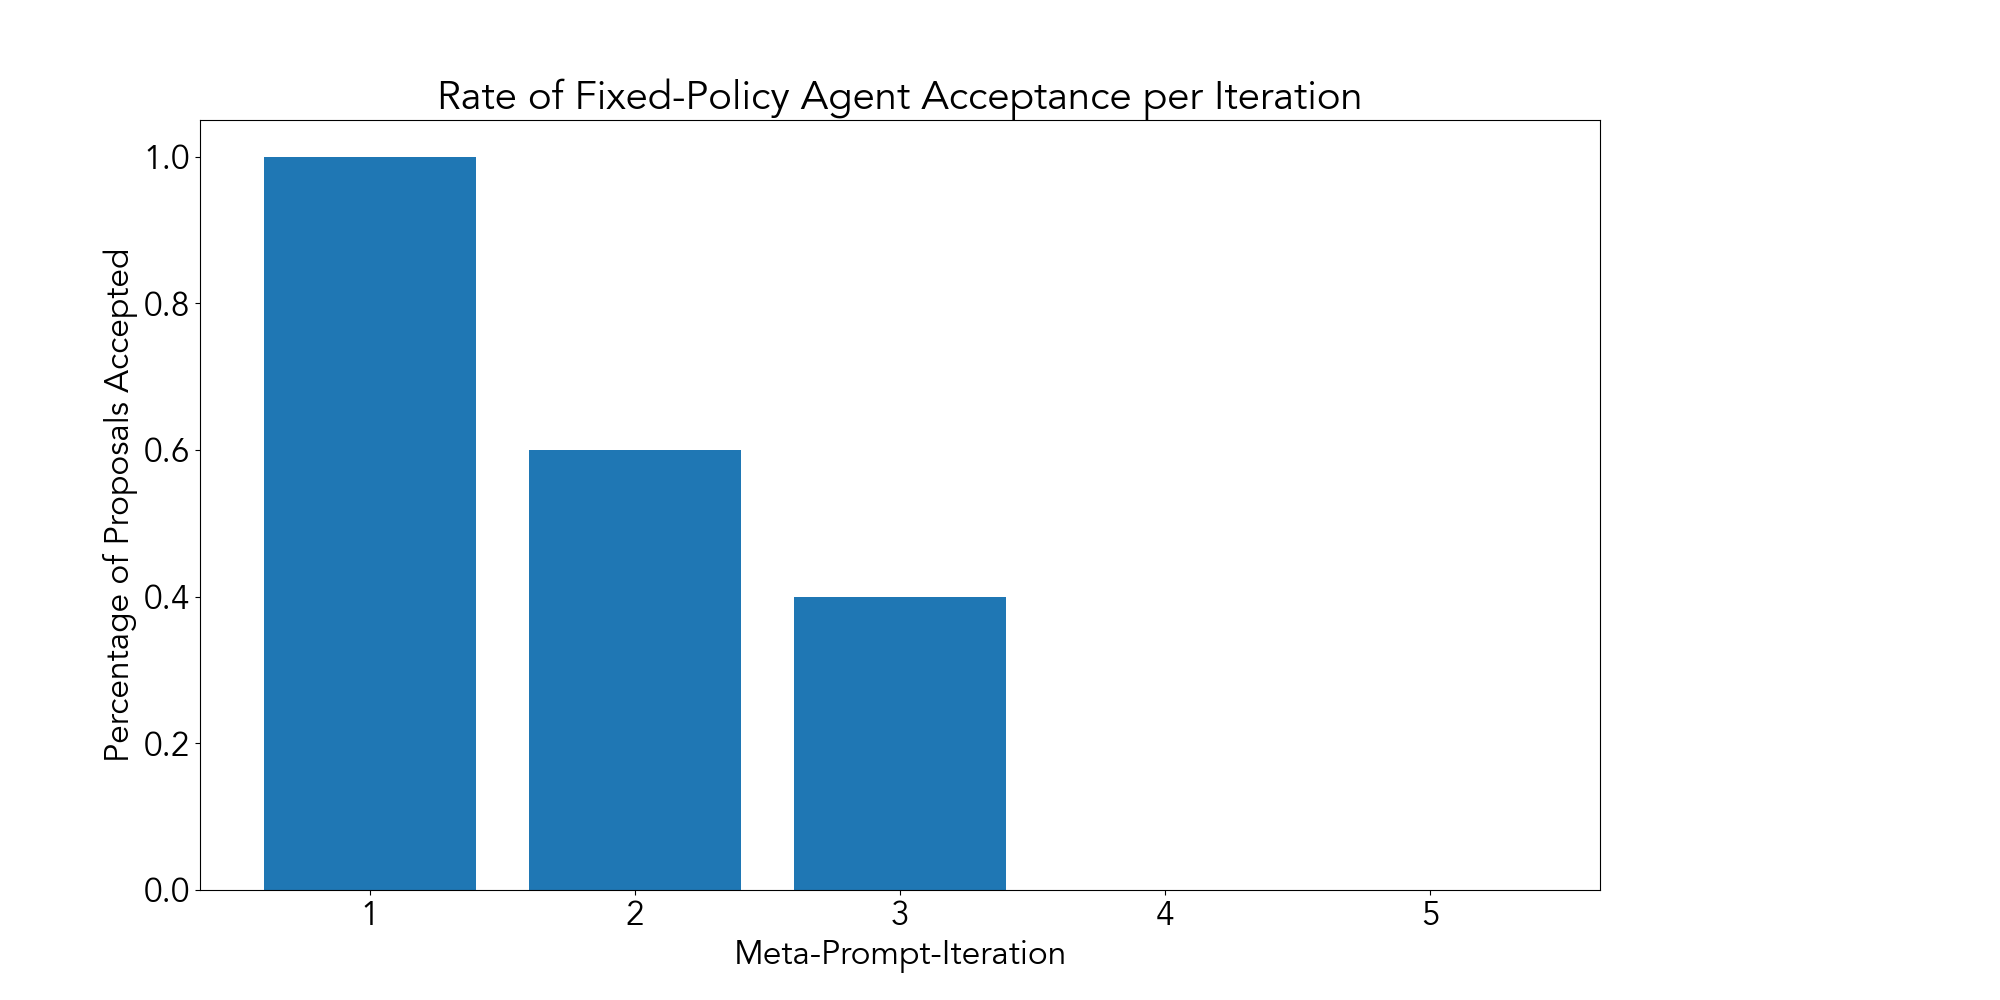 Rate of Fixed-Policy Agent Acceptance per Iteration
Percentage of Proposals Accepted
1.0
0.8
0.6
0.4
0.2
0.0
1 2 3 4 5
Meta-Prompt-Iteration